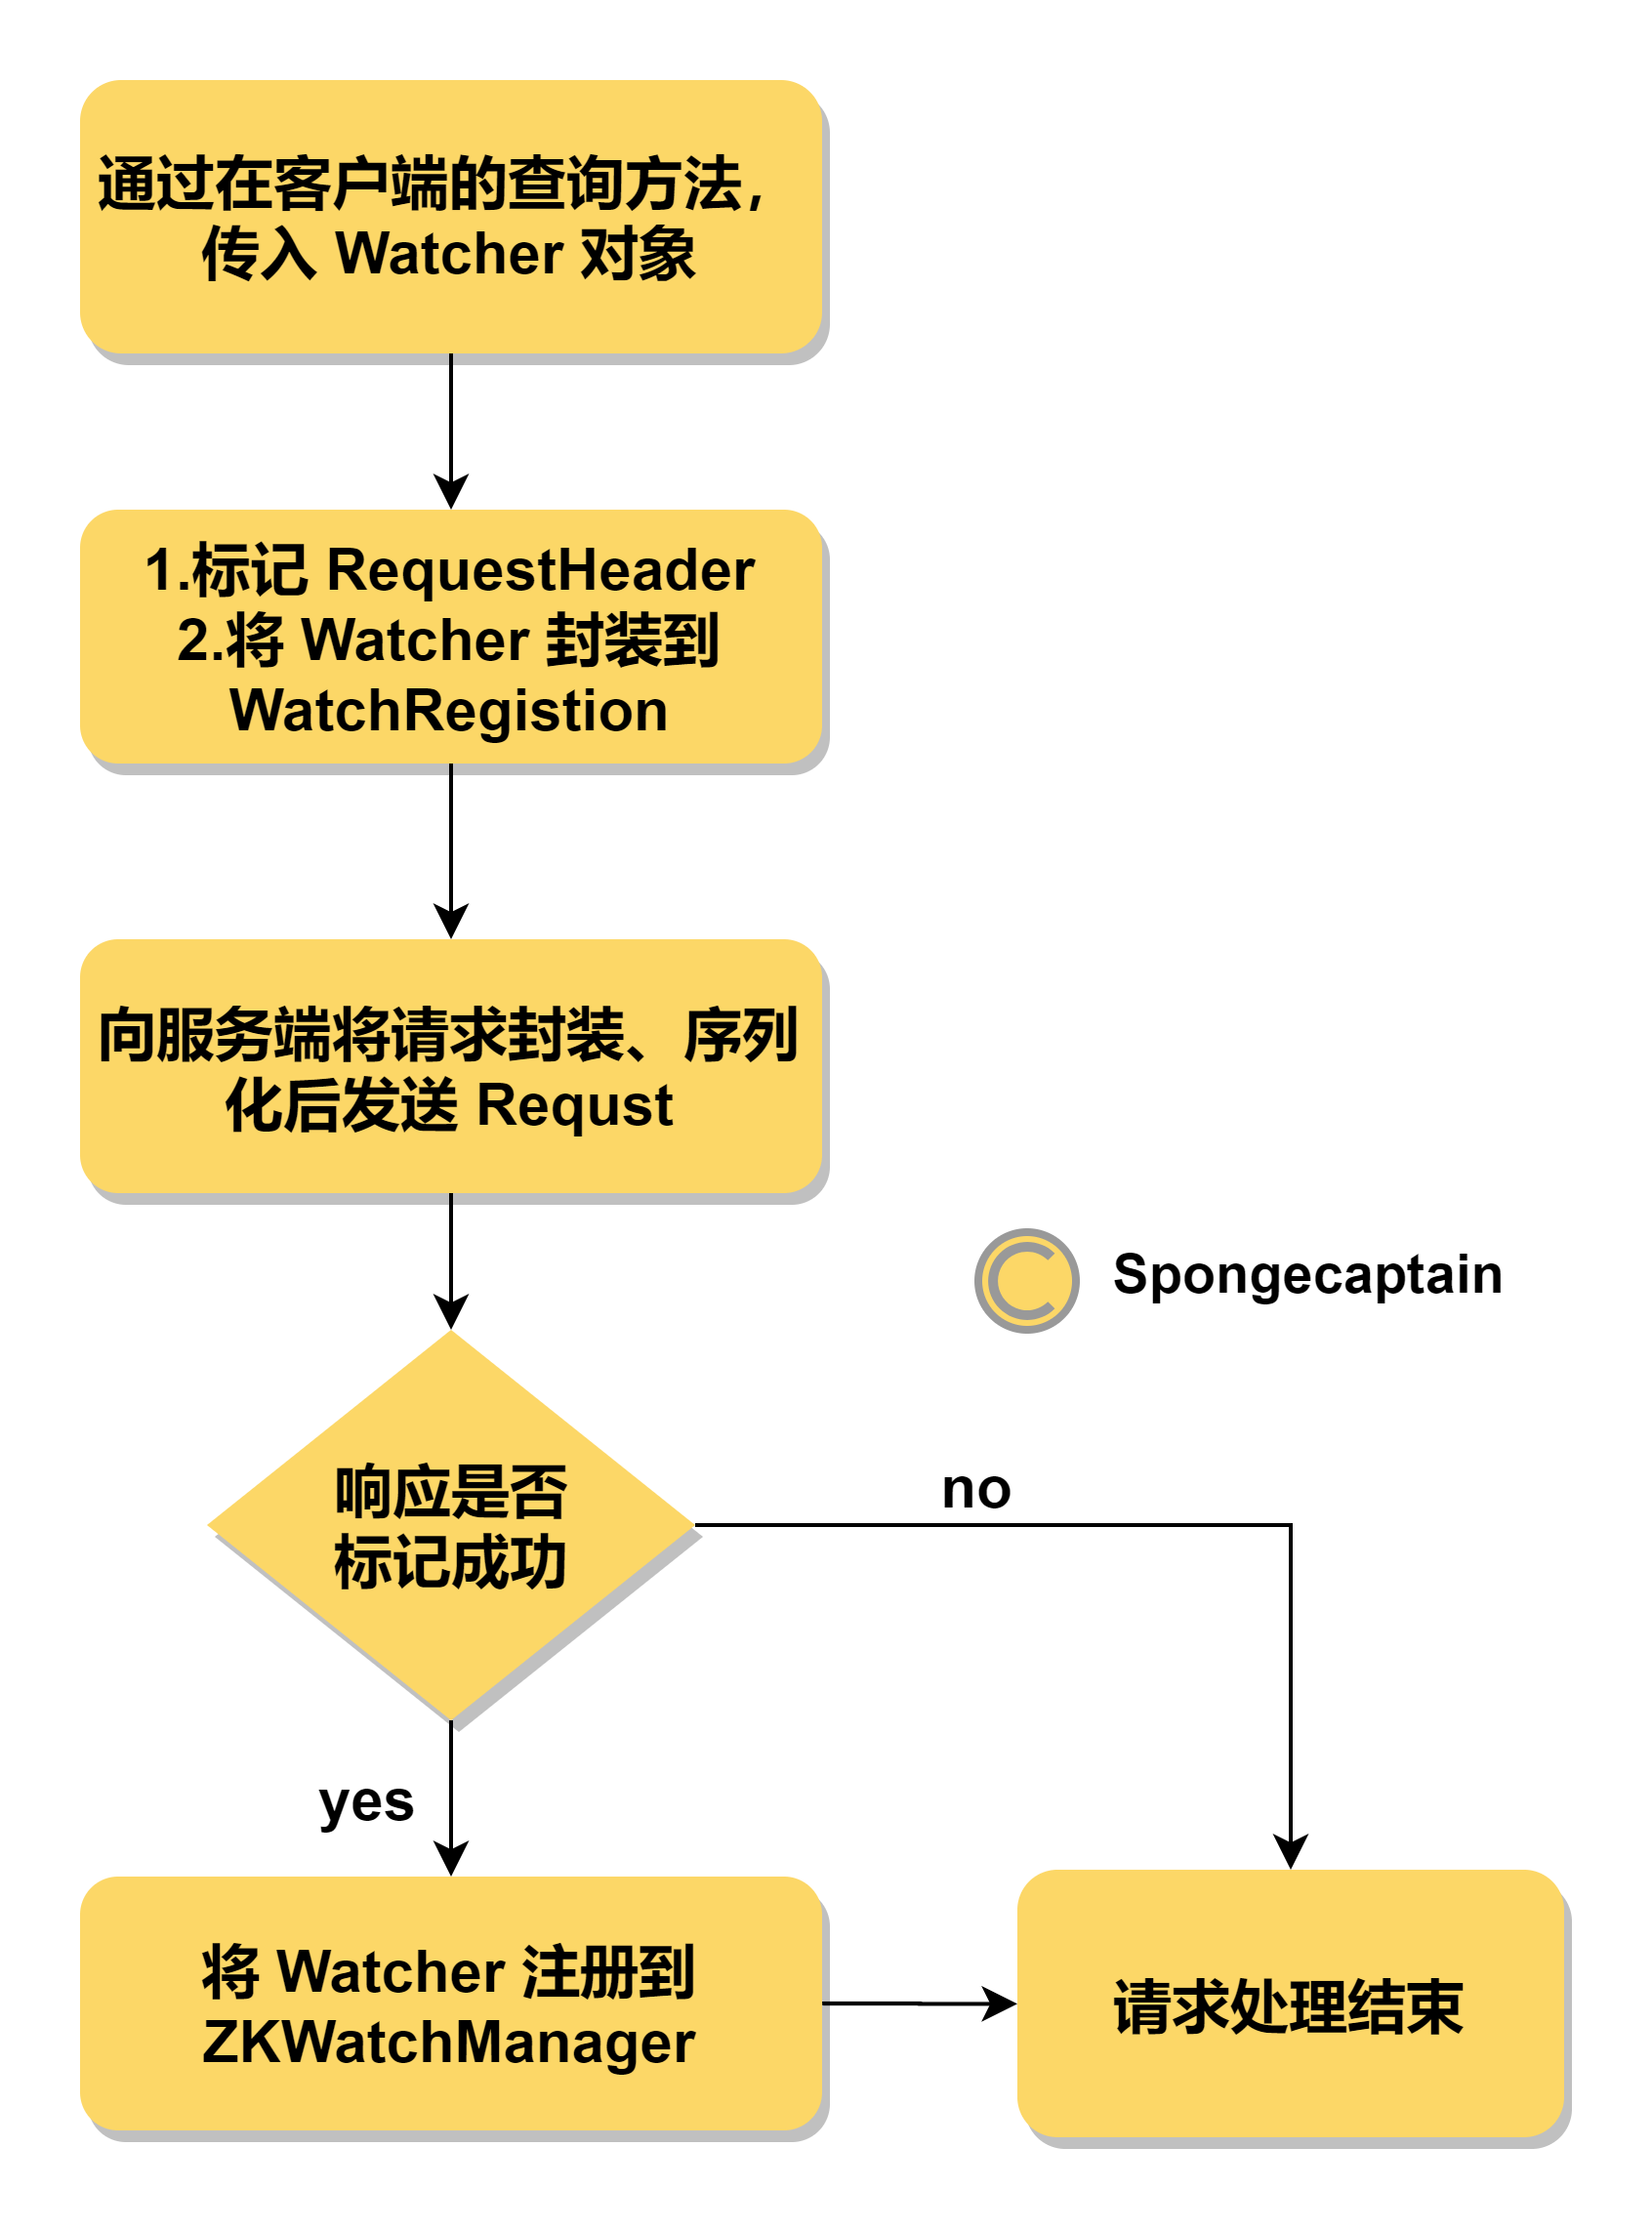 通过在客户端的查询方法，
传入 Watcher 对象
1.标记 RequestHeader
2.将 Watcher 封装到
WatchRegistion
向服务端将请求封装、序列
化后发送 Requst
Spongecaptain
响应是否
标记成功
no
yes
将 Watcher 注册到
ZKWatchManager
请求处理结束